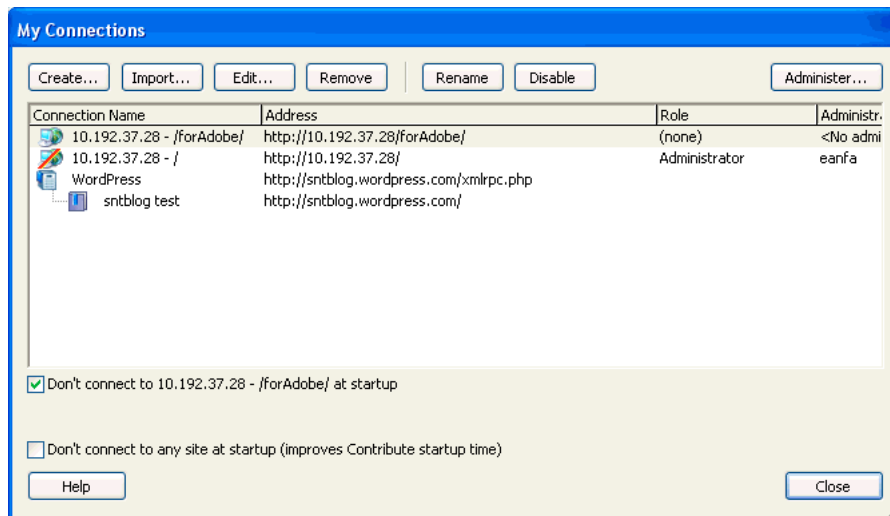 My Connections
Create... Import... Edit... Remove Rename Disable Administer...
Connection Name Address Role Administr
10.192.37.28 - /forAdobe/ http://10.192.37.28/forAdobe/ (none) <No admi
10.192.37.28 - / http://10.192.37.28/ Administrator eanfa
WordPress http://sntblog.wordpress.com/xmlrpc.php
sntblog test http://sntblog.wordpress.com/
Don't connect to 10.192.37.28 - /forAdobe/ at startup
Don't connect to any site at startup (improves Contribute startup time)
Help Close